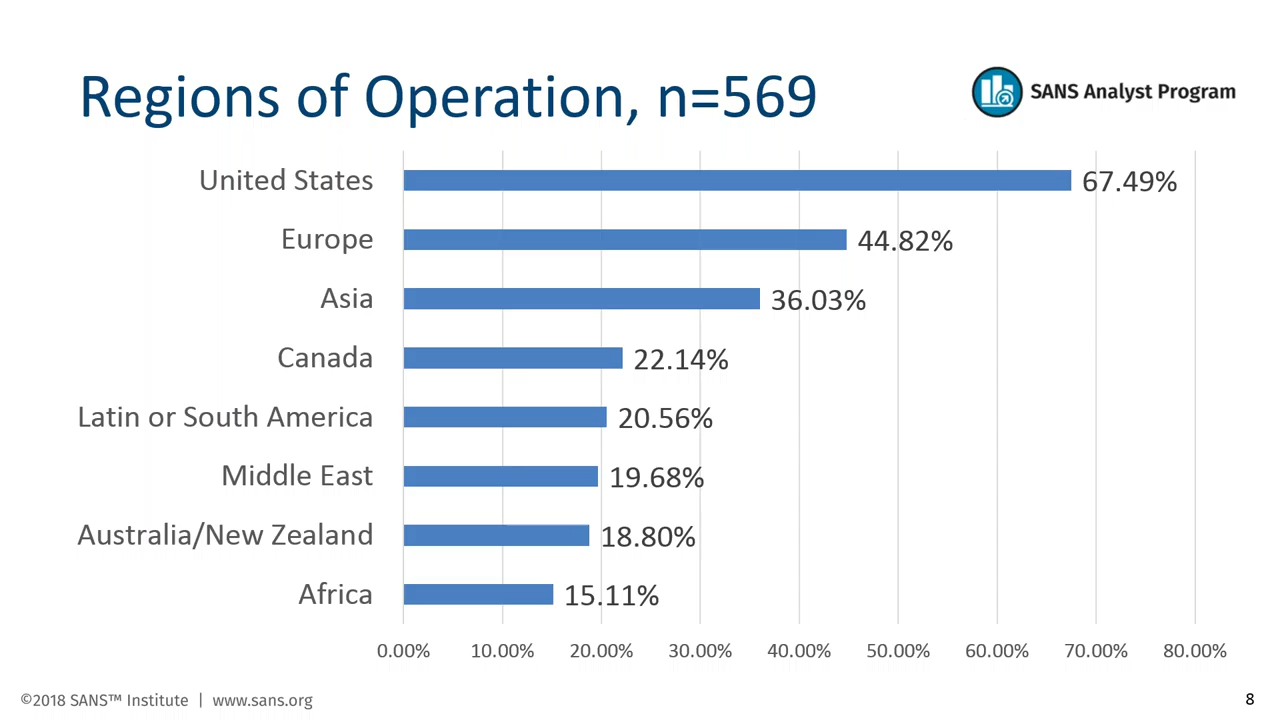 Regions of Operation, n=569
SANS Analyst Program
United States 67.49%
Europe 44.82%
Asia 36.03%
Canada 22.14%
Latin or South America 20.56%
Middle East 19.68%
Australia/New Zealand 18.80%
Africa 15.11%
0.00% 10.00% 20.00% 30.00% 40.00% 50.00% 60.00% 70.00% 80.00%
©2018 SANS™ Institute | www.sans.org 8